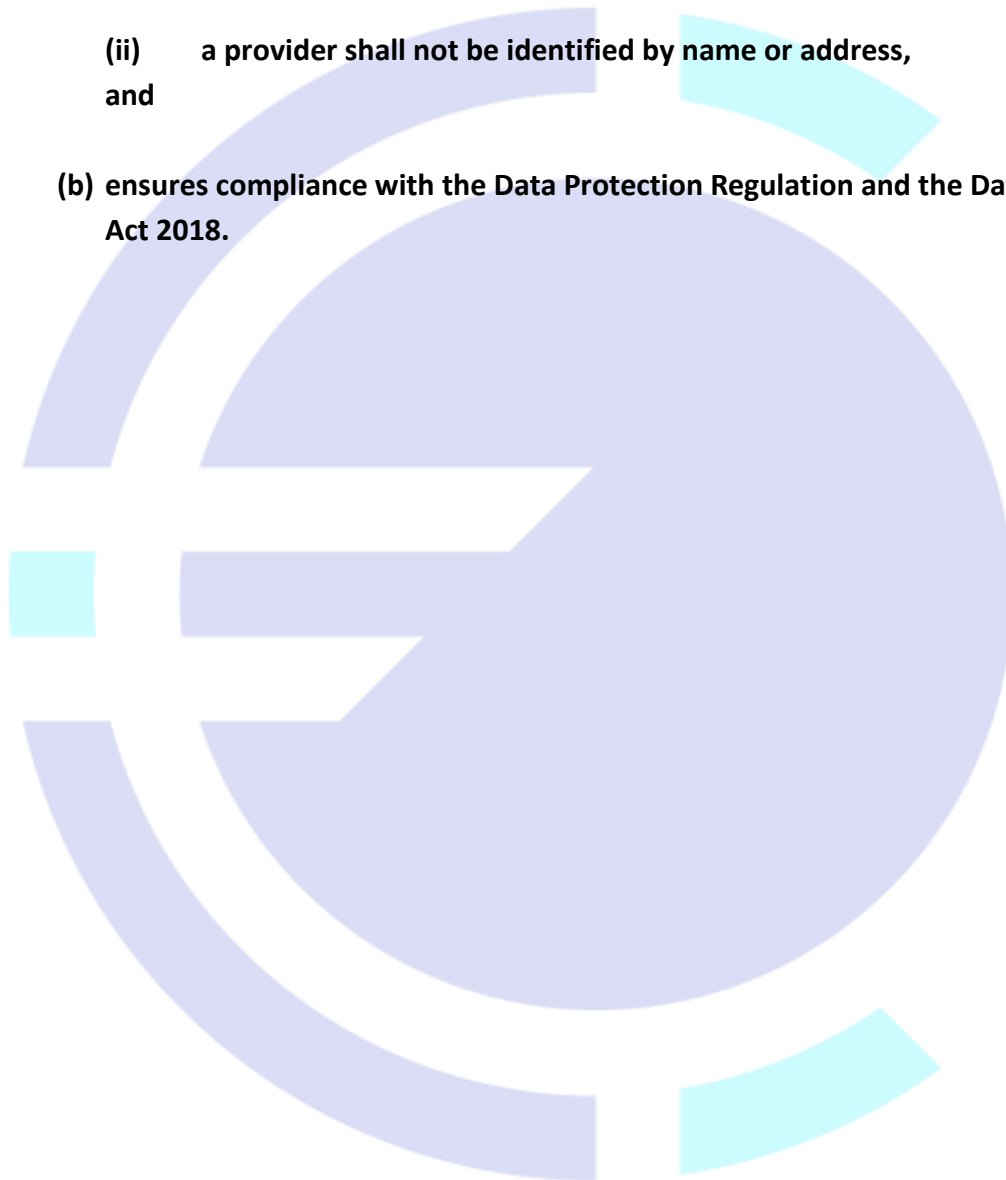 (ii) a provider shall not be identified by name or address,
and
(b) ensures compliance with the Data Protection Regulation and the Da
Act 2018.